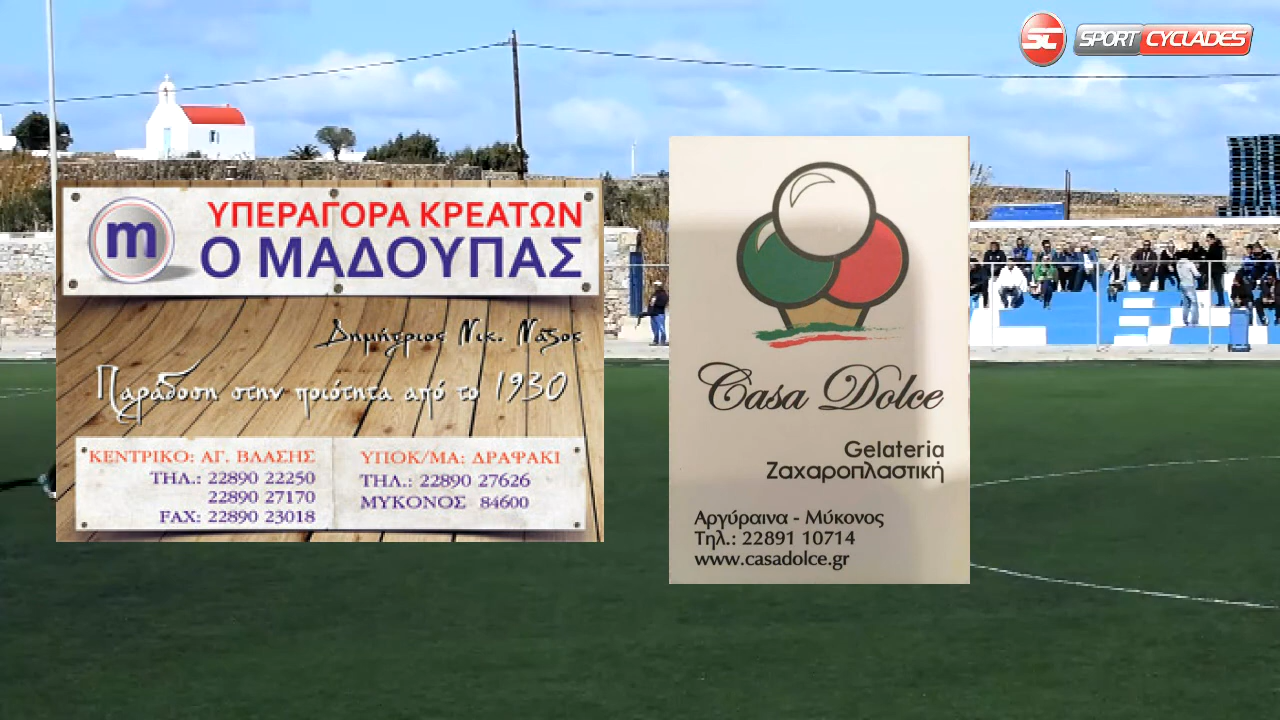 SC SPORT CYCLADES
m
ΥΠΕΡΑΓΟΡΑ ΚΡΕΑΤΩΝ
Ο ΜΑΔΟΥΠΑΣ
Δημήτριος Νικ. Νάζος
Παράδοση στην ποιότητα από το 1930
ΚΕΝΤΡΙΚΟ: ΑΓ. ΒΛΑΣΗΣ
ΤΗΛ.: 22890 22250
22890 27170
FAX: 22890 23018
ΥΠΟΚ/ΜΑ: ΔΡΑΦΑΚΙ
ΤΗΛ.: 22890 27626
ΜΥΚΟΝΟΣ 84600
Casa Dolce
Gelateria
Ζαχαροπλαστική
Αργύραινα - Μύκονος
Τηλ.: 22891 10714
www.casadolce.gr